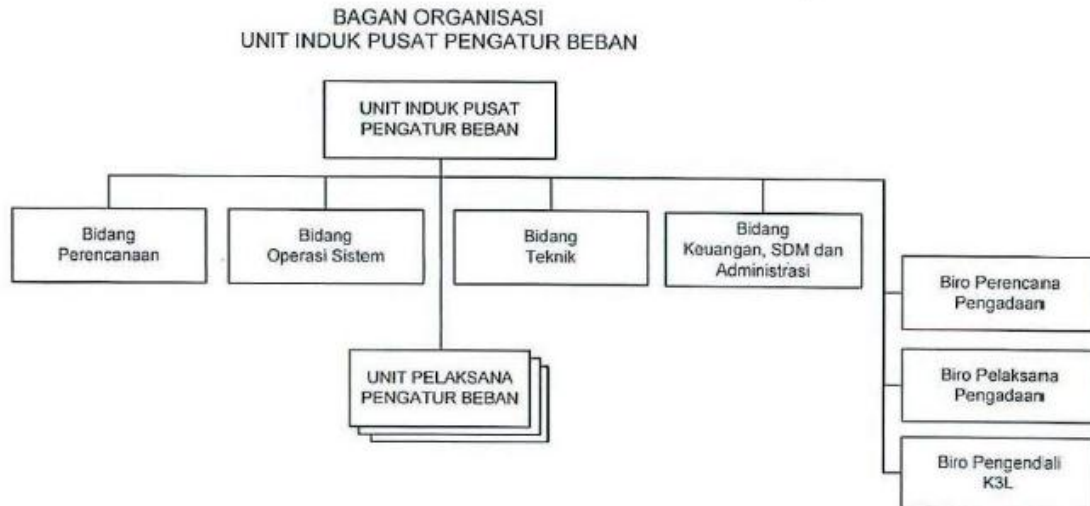 BAGAN ORGANISASI
UNIT INDUK PUSAT PENGATUR BEBAN
UNIT INDUK PUSAT
PENGATUR BEBAN
Bidang
Perencanaan
Bidang
Operasi Sistem
Bidang
Teknik
Bidang
Keuangan, SDM dan
Administrasi
Biro Perencana
Pengadaan
UNIT PELAKSANA
PENGATUR BEBAN
Biro Pelaksana
Pengadaan
Biro Pengendali
K3L